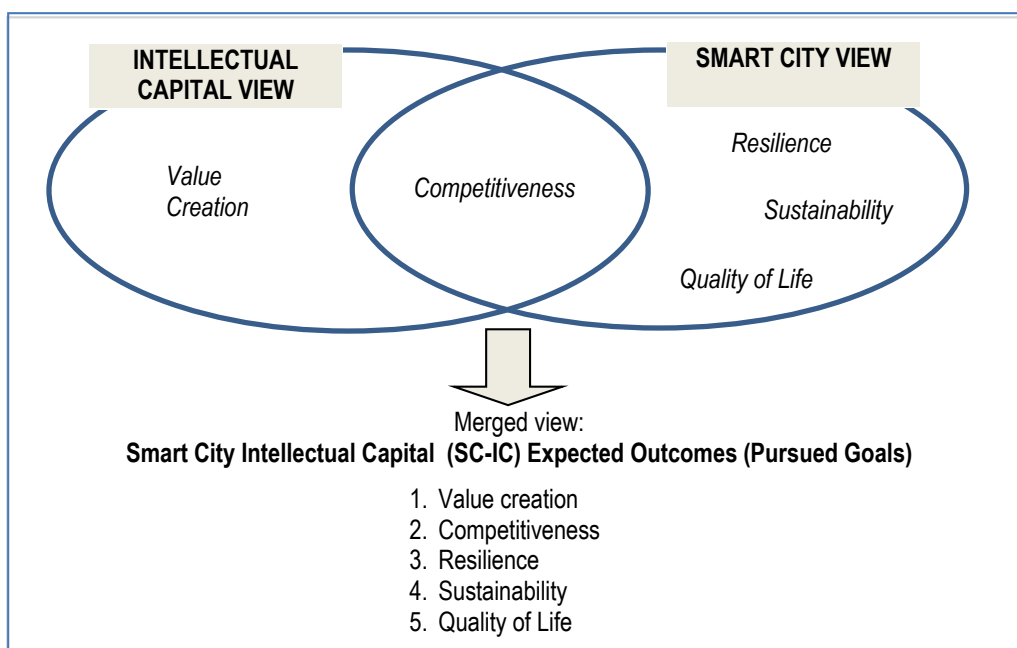 INTELLECTUAL
CAPITAL VIEW
SMART CITY VIEW
Value
Creation
Competitiveness
Resilience
Sustainability
Quality of Life
Merged view:
Smart City Intellectual Capital (SC-IC) Expected Outcomes (Pursued Goals)
1. Value creation
2. Competitiveness
3. Resilience
4. Sustainability
5. Quality of Life